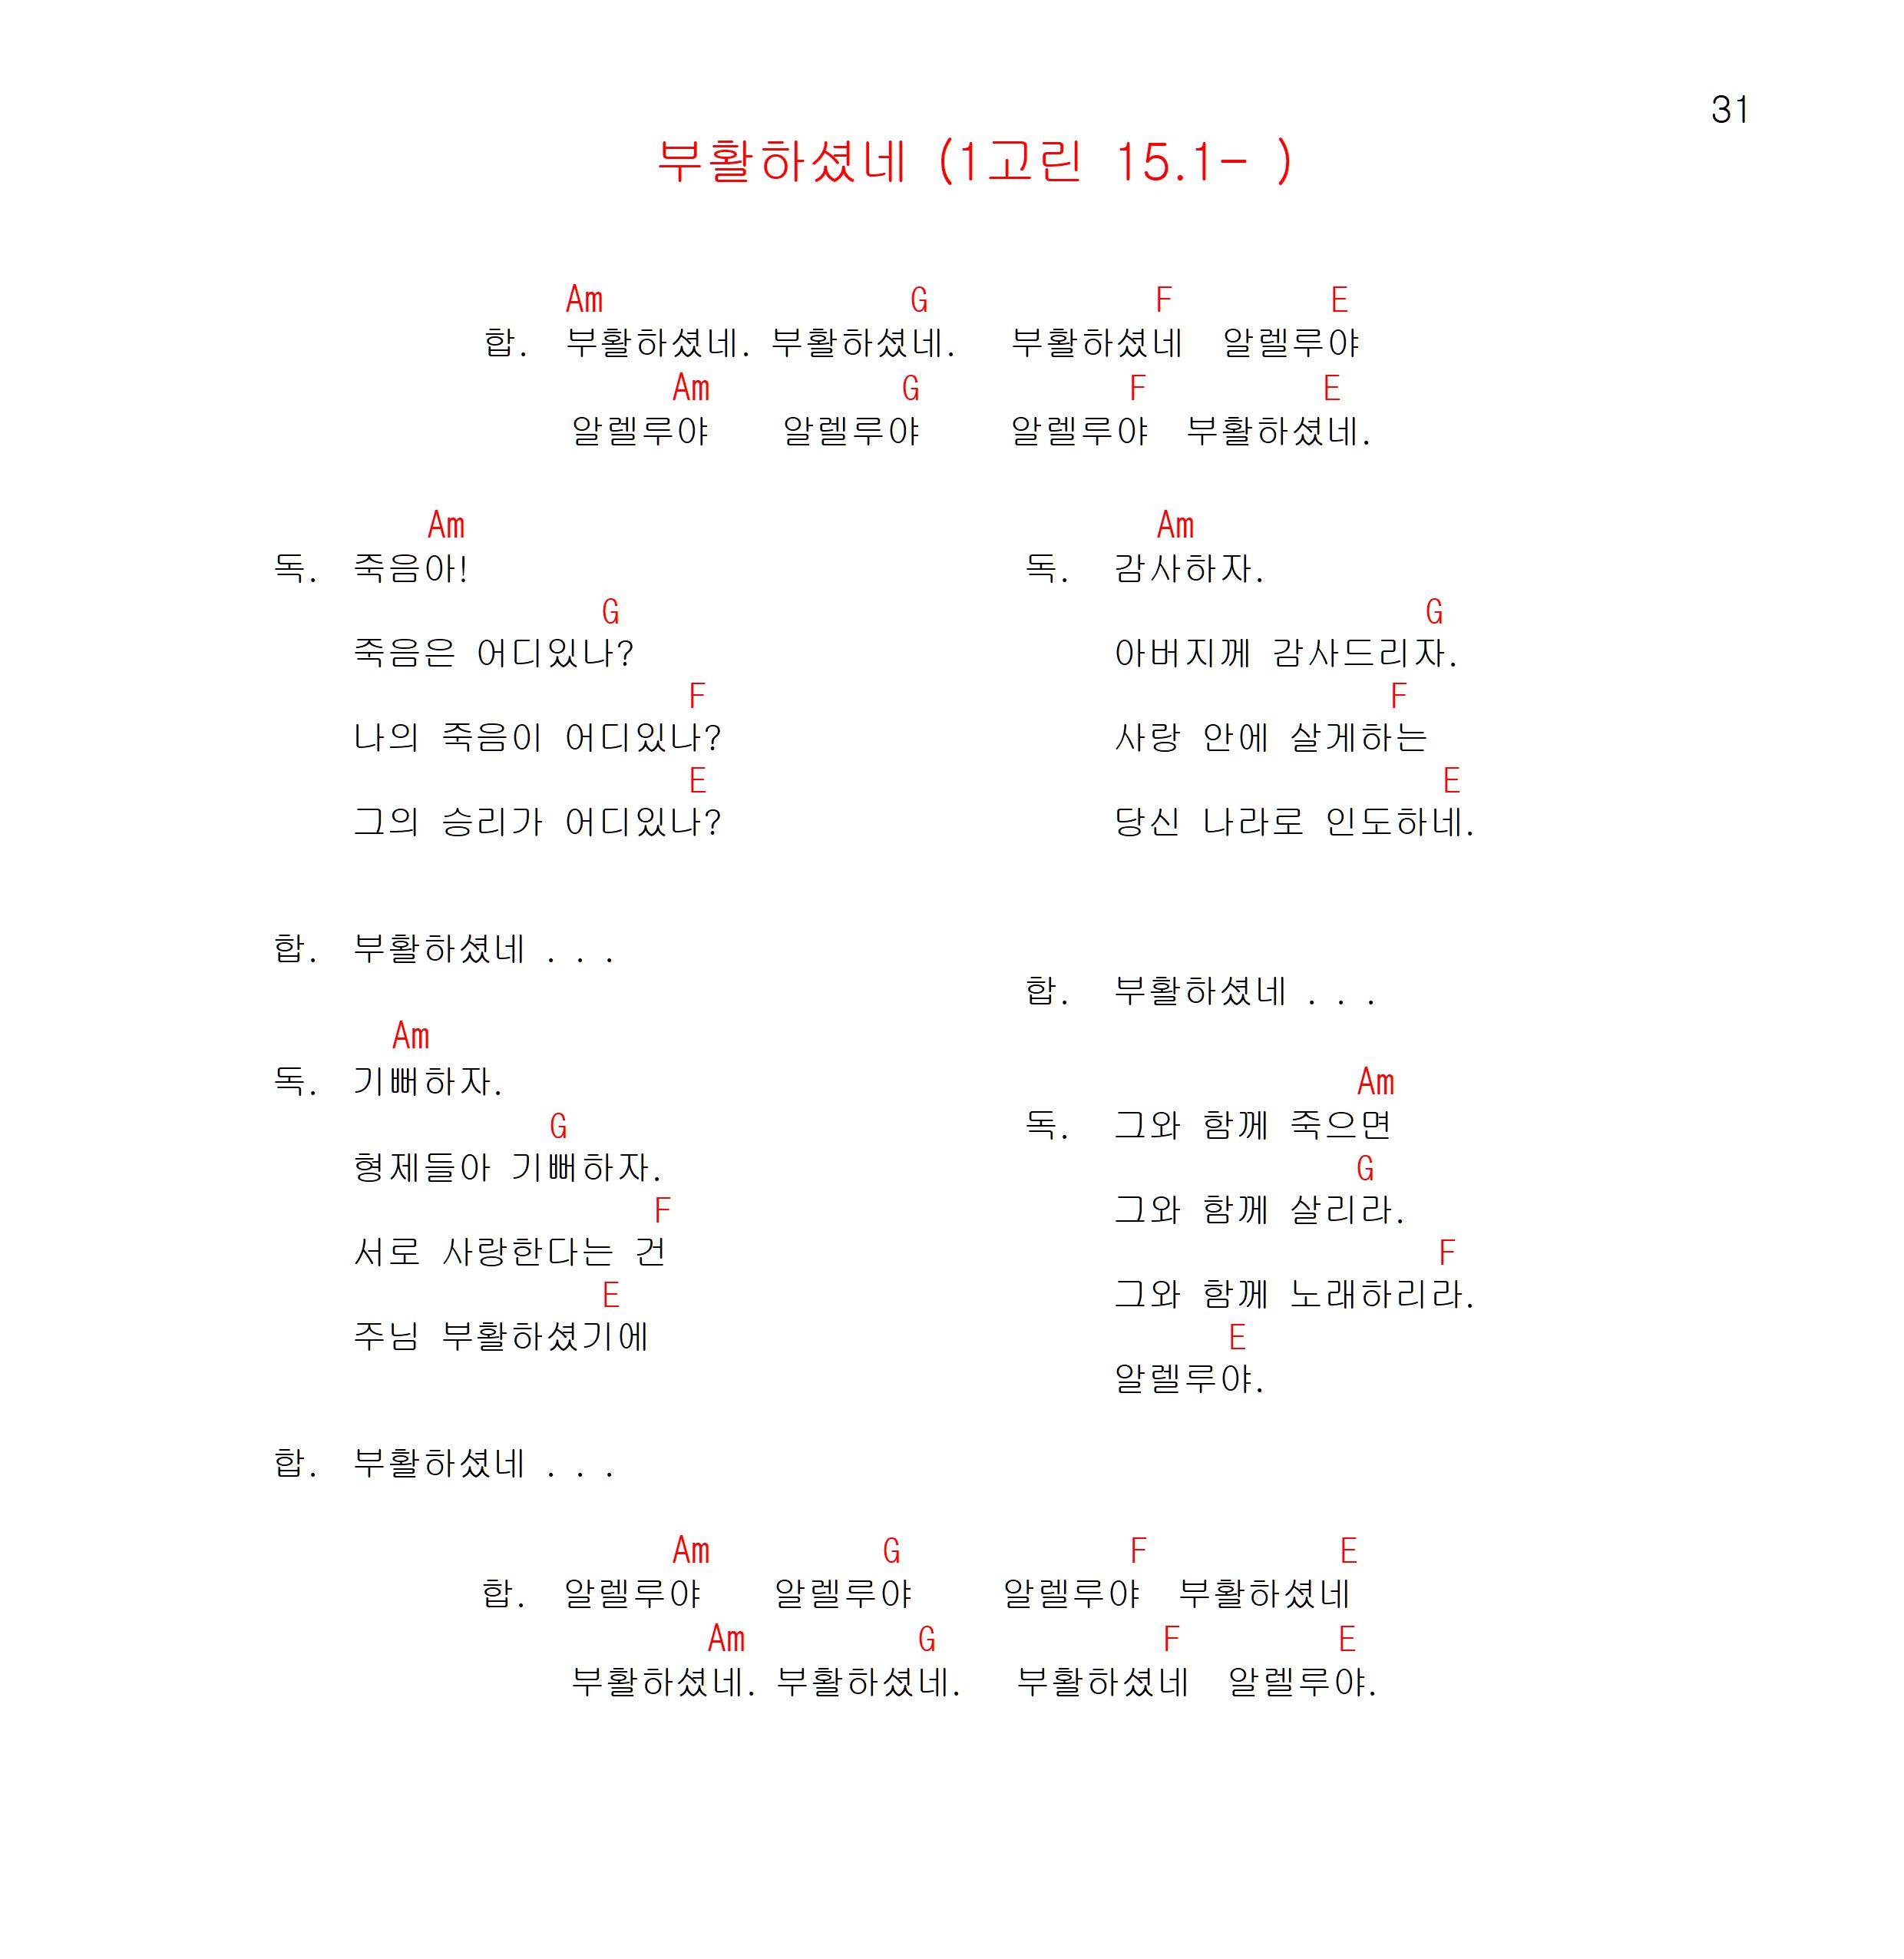 31
부활하셨네 (1고린 15.1- )
Am G F E
합. 부활하셨네. 부활하셨네. 부활하셨네 알렐루야
Am G F E
알렐루야 알렐루야 알렐루야 부활하셨네.
Am
독. 죽음아!
G
죽음은 어디있나?
F
나의 죽음이 어디있나?
E
그의 승리가 어디있나?
합. 부활하셨네 . . .
Am
독. 기뻐하자.
G
형제들아 기뻐하자.
F
서로 사랑한다는 건
E
주님 부활하셨기에
합. 부활하셨네 . . .
Am
독. 감사하자.
G
아버지께 감사드리자.
F
사랑 안에 살게하는
E
당신 나라로 인도하네.
합. 부활하셨네 . . .
Am
독. 그와 함께 죽으면
G
그와 함께 살리라.
F
그와 함께 노래하리라.
E
알렐루야.
Am G F E
합. 알렐루야 알렐루야 알렐루야 부활하셨네
Am G F E
부활하셨네. 부활하셨네. 부활하셨네 알렐루야.